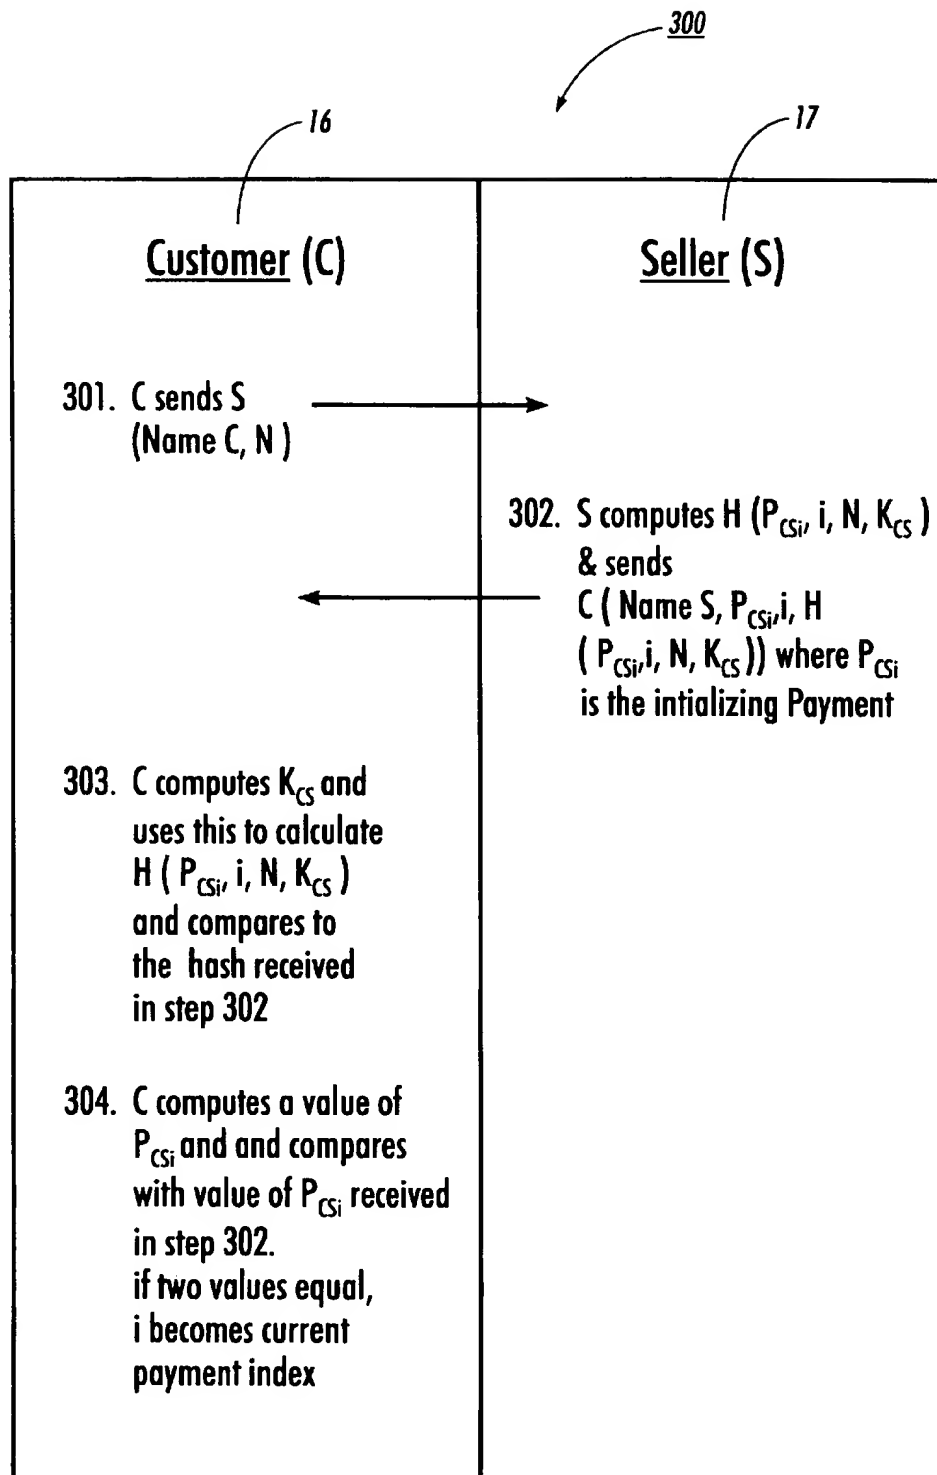 300
16
17
Customer (C)
Seller (S)
301. C sends S
(Name C, N )
302. S computes H (P_CSi, i, N, K_CS )
& sends
C ( Name S, P_CSi,i, H
( P_CSi,i, N, K_CS)) where P_CSi
is the intializing Payment
303. C computes K_CS and
uses this to calculate
H ( P_CSi, i, N, K_CS )
and compares to
the hash received
in step 302
304. C computes a value of
P_CSi and and compares
with value of P_CSi received
in step 302.
if two values equal,
i becomes current
payment index